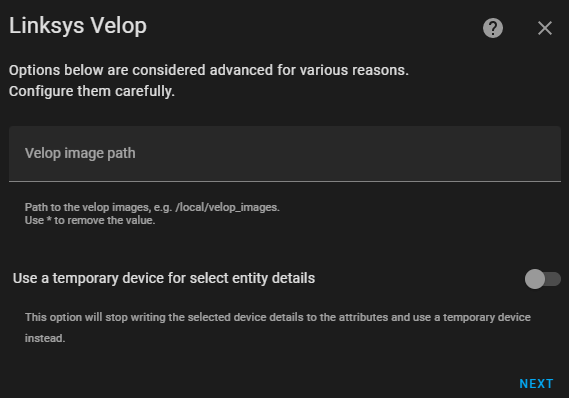 Linksys Velop
Options below are considered advanced for various reasons.
Configure them carefully.
Velop image path
Path to the velop images, e.g. /local/velop_images.
Use * to remove the value.
Use a temporary device for select entity details
This option will stop writing the selected device details to the attributes and use a temporary device
instead.
NEXT